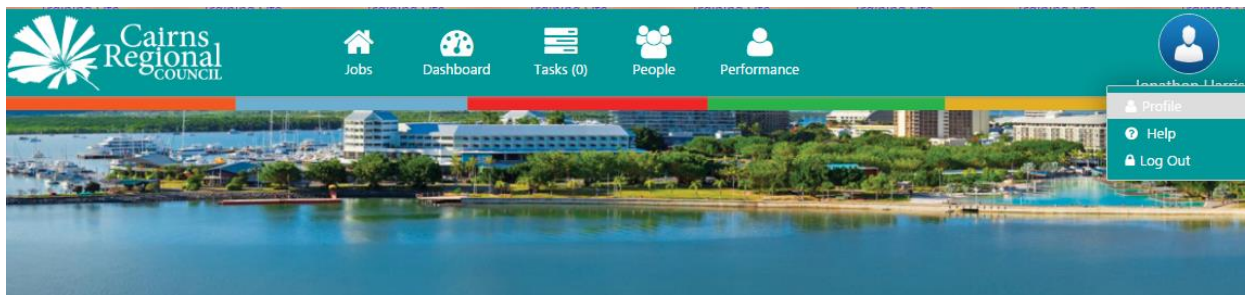 Cairns
Regional
COUNCIL
Jobs
Dashboard
Tasks (0)
People
Performance
Profile
Help
Log Out